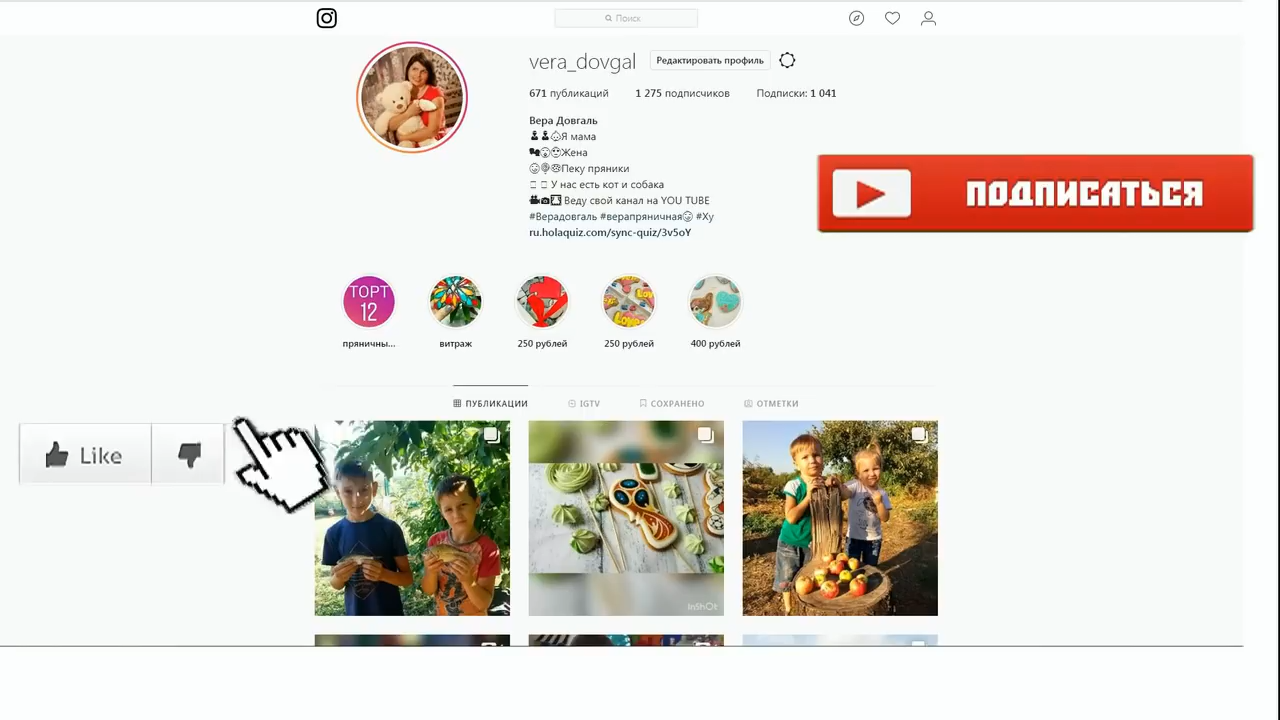 Поиск
vera_dovgal Редактировать профиль
671 публикаций 1 275 подписчиков Подписки: 1 041
Вера Довгаль
Я мама
Жена
Пеку пряники
У нас есть кот и собака
Веду свой канал на YOU TUBE
#Верадовгаль #верапряничная #Ху
ru.holaquiz.com/sync-quiz/3v5oY
ПОДПИСАТЬСЯ
ТОРТ
12
пряничны... витраж 250 рублей 250 рублей 400 рублей
ПУБЛИКАЦИИ IGTV СОХРАНЕНО ОТМЕТКИ
Like
InShOt